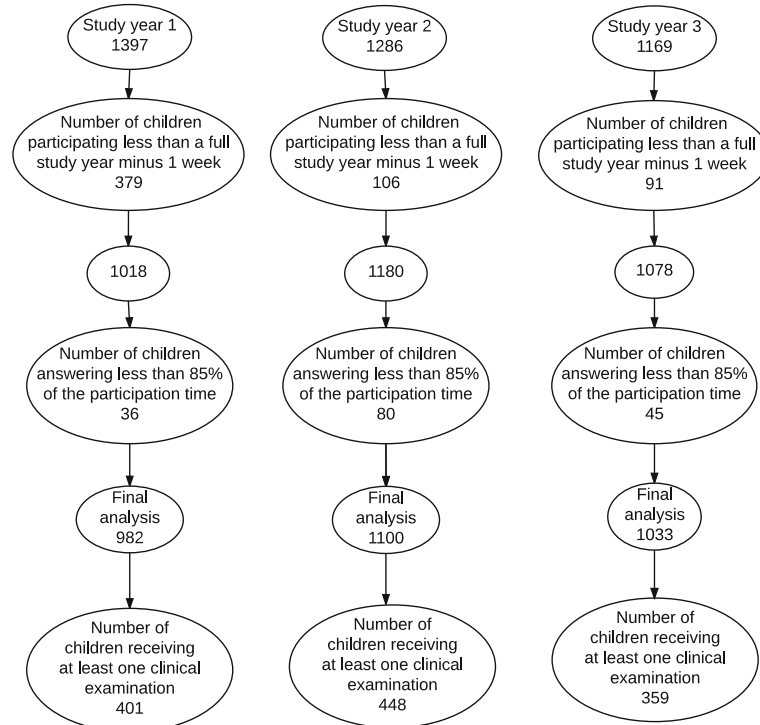 Study year 1
1397
Number of children
participating less than a full
study year minus 1 week
379
1018
Number of children
answering less than 85%
of the participation time
36
Final
analysis
982
Number of
children receiving
at least one clinical
examination
401
Study year 2
1286
Number of children
participating less than a full
study year minus 1 week
106
1180
Number of children
answering less than 85%
of the participation time
80
Final
analysis
1100
Number of
children receiving
at least one clinical
examination
448
Study year 3
1169
Number of children
participating less than a full
study year minus 1 week
91
1078
Number of children
answering less than 85%
of the participation time
45
Final
analysis
1033
Number of
children receiving
at least one clinical
examination
359